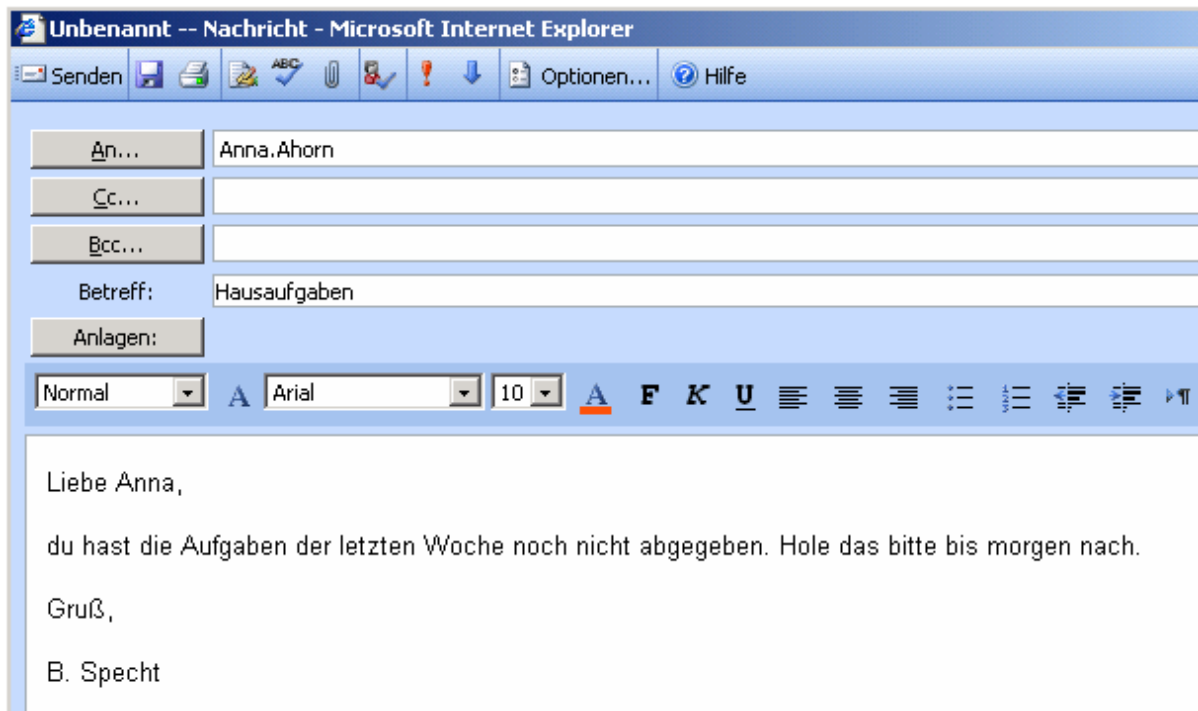 Unbenannt -- Nachricht - Microsoft Internet Explorer
Senden ABC Optionen... Hilfe
An... Anna.Ahorn
Cc...
Bcc...
Betreff: Hausaufgaben
Anlagen:
Normal A Arial 10 A F K U
Liebe Anna,
du hast die Aufgaben der letzten Woche noch nicht abgegeben. Hole das bitte bis morgen nach.
Gruß,
B. Specht